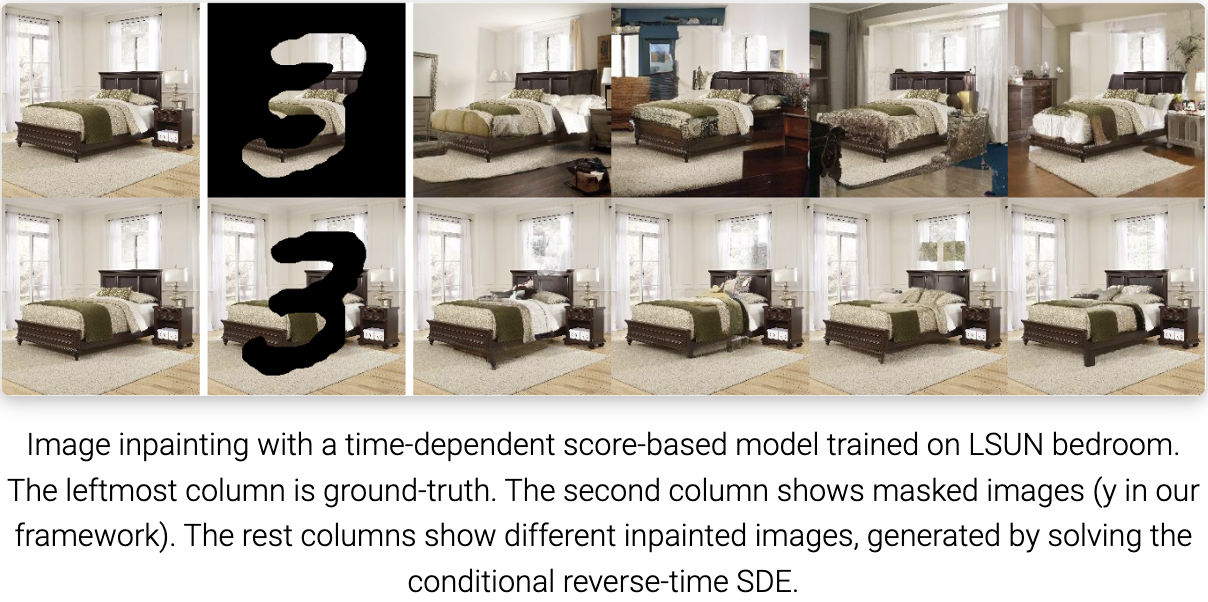 Image inpainting with a time-dependent score-based model trained on LSUN bedroom.
The leftmost column is ground-truth. The second column shows masked images (y in our
framework). The rest columns show different inpainted images, generated by solving the
conditional reverse-time SDE.